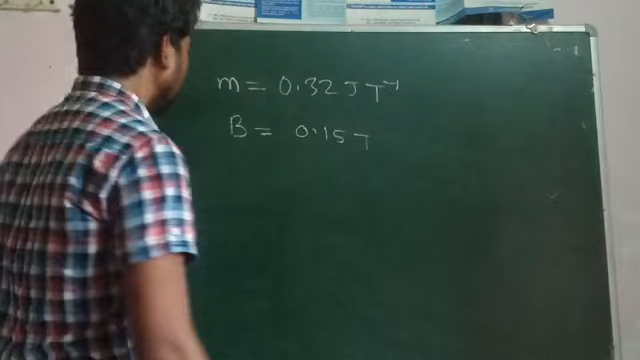 m = 0.32 J T⁻¹
B = 0.15 T